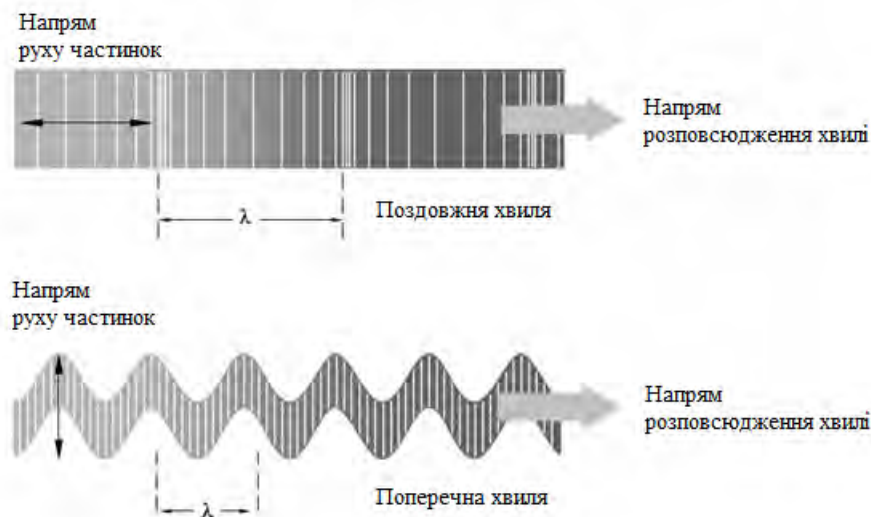 Напрям
руху частинок
Напрям
розповсюдження хвилі
λ
Поздовжня хвиля
Напрям
руху частинок
Напрям
розповсюдження хвилі
λ
Поперечна хвиля